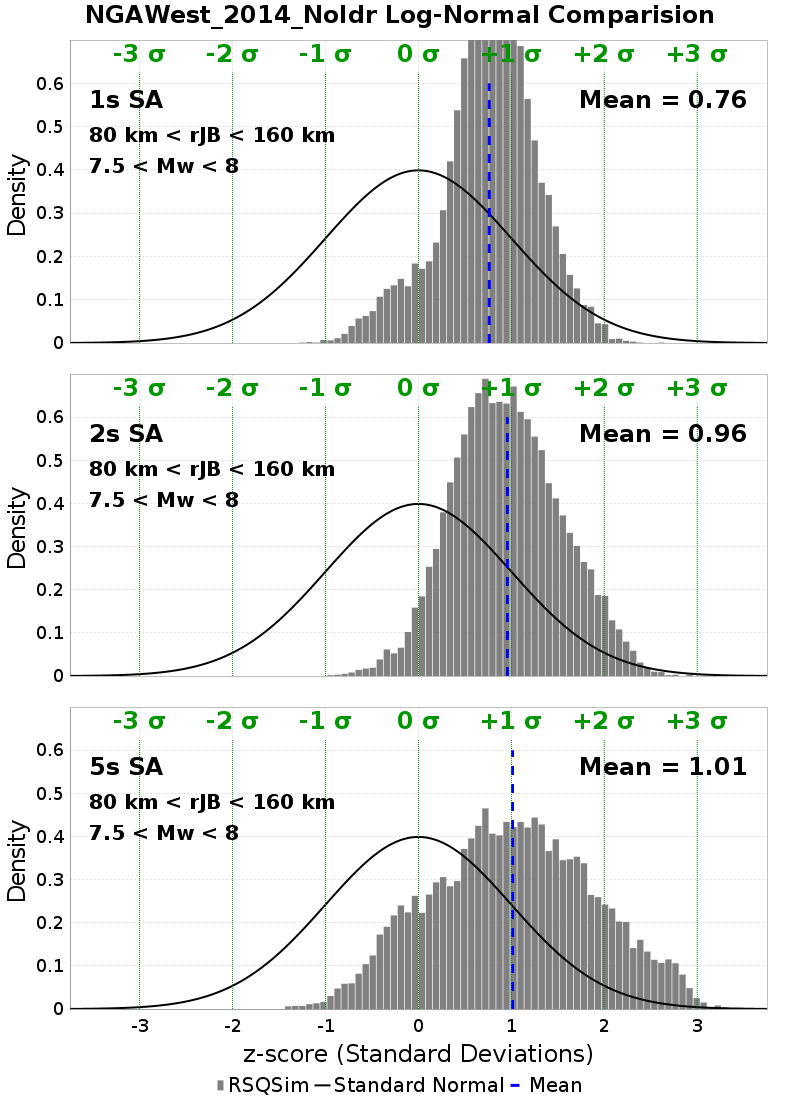 NGAWest_2014_NoIdr Log-Normal Comparision
-3 σ -2 σ -1 σ 0 σ +1 σ +2 σ +3 σ
1s SA Mean = 0.76
80 km < rJB < 160 km
7.5 < Mw < 8
Density
0.6
0.5
0.4
0.3
0.2
0.1
0
-3 σ -2 σ -1 σ 0 σ +1 σ +2 σ +3 σ
2s SA Mean = 0.96
80 km < rJB < 160 km
7.5 < Mw < 8
Density
0.6
0.5
0.4
0.3
0.2
0.1
0
-3 σ -2 σ -1 σ 0 σ +1 σ +2 σ +3 σ
5s SA Mean = 1.01
80 km < rJB < 160 km
7.5 < Mw < 8
Density
0.6
0.5
0.4
0.3
0.2
0.1
0
-3 -2 -1 0 1 2 3
z-score (Standard Deviations)
RSQSim Standard Normal Mean